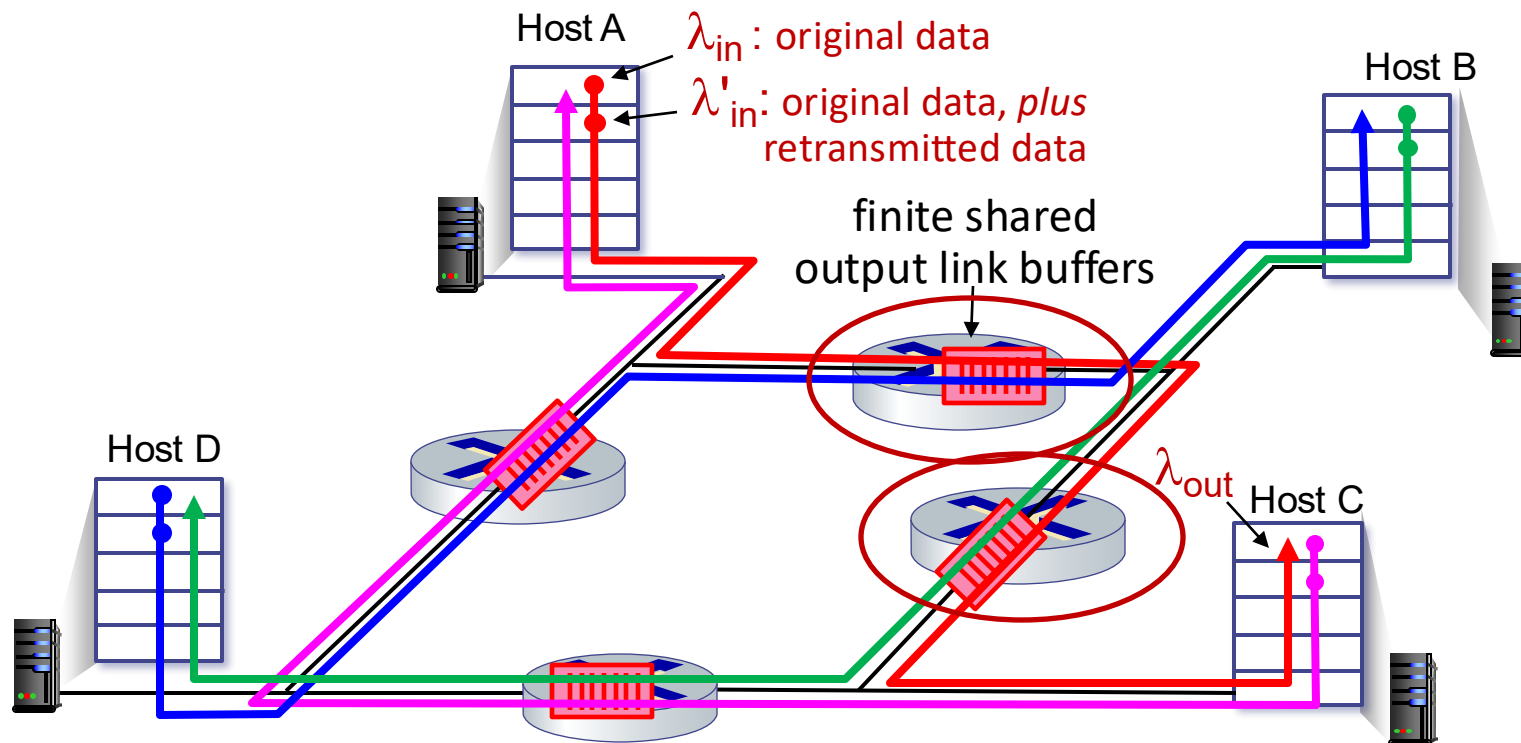 Host A
λin : original data
λ'in: original data, plus
retransmitted data
Host B
finite shared
output link buffers
Host D
λout
Host C